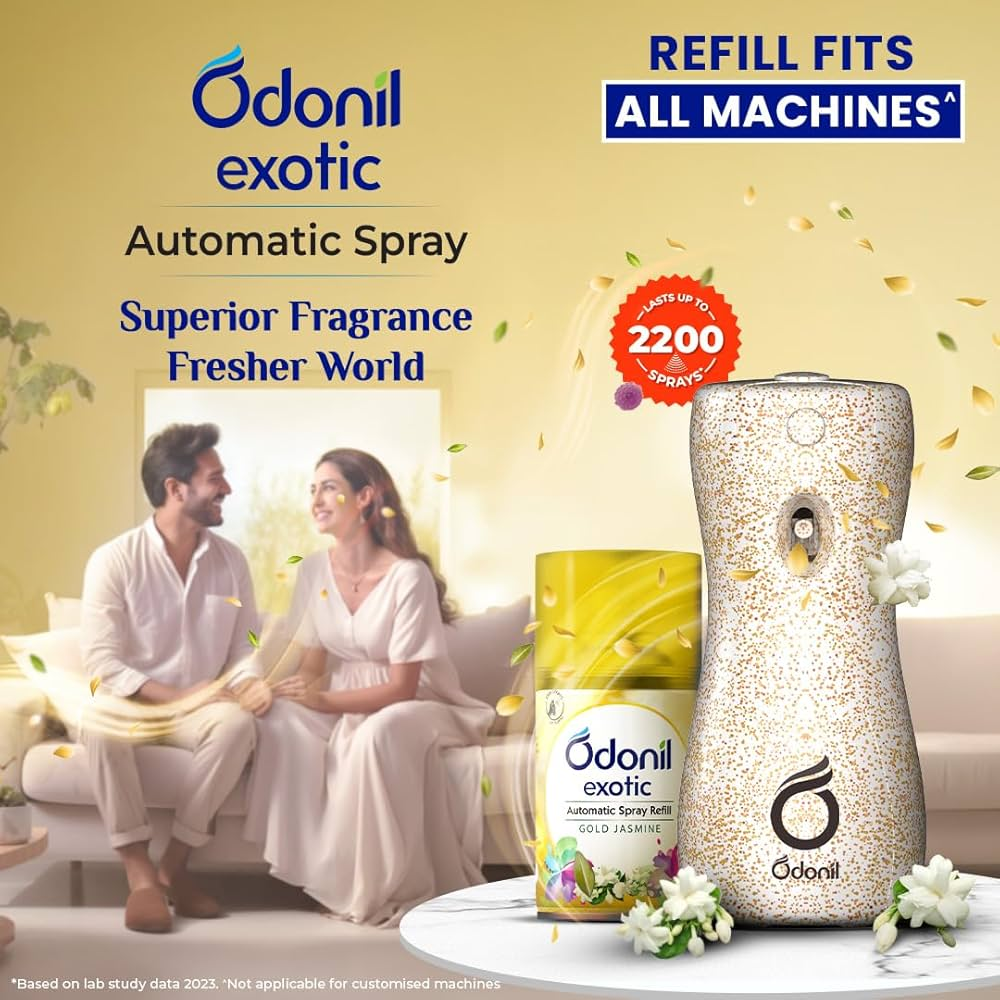 Odonil
exotic
Automatic Spray
Superior Fragrance
Fresher World
REFILL FITS
ALL MACHINES^
LASTS UP TO
2200
SPRAYS*
Odonil
exotic
Automatic Spray Refill
GOLD JASMINE
Odonil
*Based on lab study data 2023. ^Not applicable for customised machines